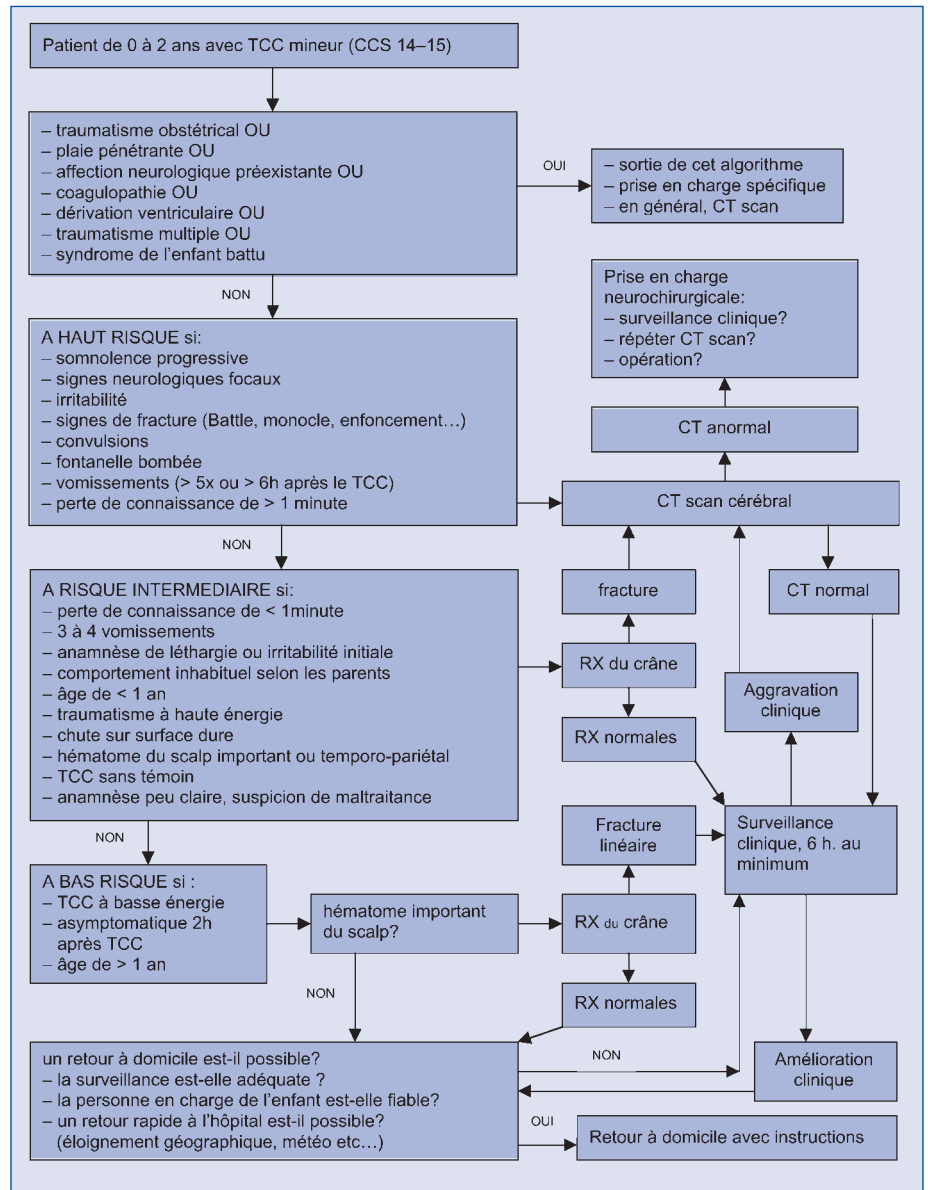 Patient de 0 à 2 ans avec TCC mineur (CCS 14–15)
– traumatisme obstétrical OU
– plaie pénétrante OU
– affection neurologique préexistante OU
– coagulopathie OU
– dérivation ventriculaire OU
– traumatisme multiple OU
– syndrome de l'enfant battu
OUI
– sortie de cet algorithme
– prise en charge spécifique
– en général, CT scan
NON
A HAUT RISQUE si:
– somnolence progressive
– signes neurologiques focaux
– irritabilité
– signes de fracture (Battle, monocle, enfoncement…)
– convulsions
– fontanelle bombée
– vomissements (> 5x ou > 6h après le TCC)
– perte de connaissance de > 1 minute
Prise en charge
neurochirurgicale:
– surveillance clinique?
– répéter CT scan?
– opération?
CT anormal
CT scan cérébral
NON
A RISQUE INTERMEDIAIRE si:
– perte de connaissance de < 1minute
– 3 à 4 vomissements
– anamnèse de léthargie ou irritabilité initiale
– comportement inhabituel selon les parents
– âge de < 1 an
– traumatisme à haute énergie
– chute sur surface dure
– hématome du scalp important ou temporo-pariétal
– TCC sans témoin
– anamnèse peu claire, suspicion de maltraitance
fracture
CT normal
RX du crâne
Aggravation
clinique
RX normales
NON
Fracture
linéaire
Surveillance
clinique, 6 h. au
minimum
A BAS RISQUE si :
– TCC à basse énergie
– asymptomatique 2h
après TCC
– âge de > 1 an
hématome important
du scalp?
RX du crâne
NON
RX normales
un retour à domicile est-il possible?
– la surveillance est-elle adéquate ?
– la personne en charge de l'enfant est-elle fiable?
– un retour rapide à l'hôpital est-il possible?
(éloignement géographique, météo etc…)
NON
Amélioration
clinique
OUI
Retour à domicile avec instructions